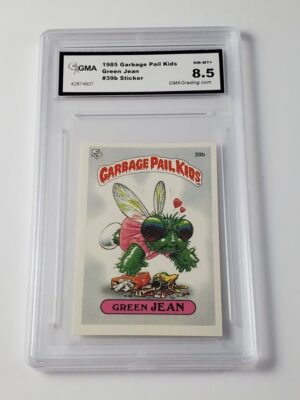 GMA
1985 Garbage Pail Kids
Green Jean
#39b Sticker
NM-MT+
8.5
GMAGrading.com
39b
GARBAGE PAIL KIDS
GREEN JEAN